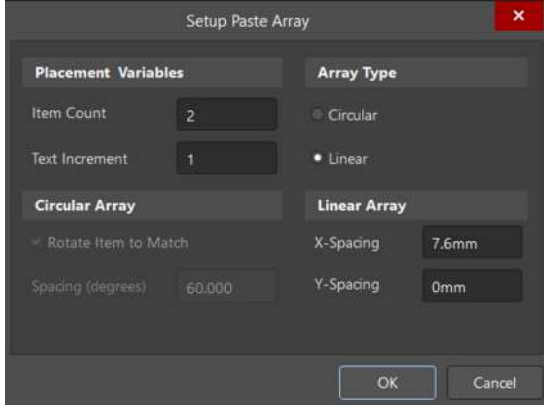 Setup Paste Array
Placement Variables
Item Count 2
Text Increment 1
Array Type
Circular
Linear
Circular Array
Rotate Item to Match
Spacing (degrees) 60.000
Linear Array
X-Spacing 7.6mm
Y-Spacing 0mm
OK Cancel